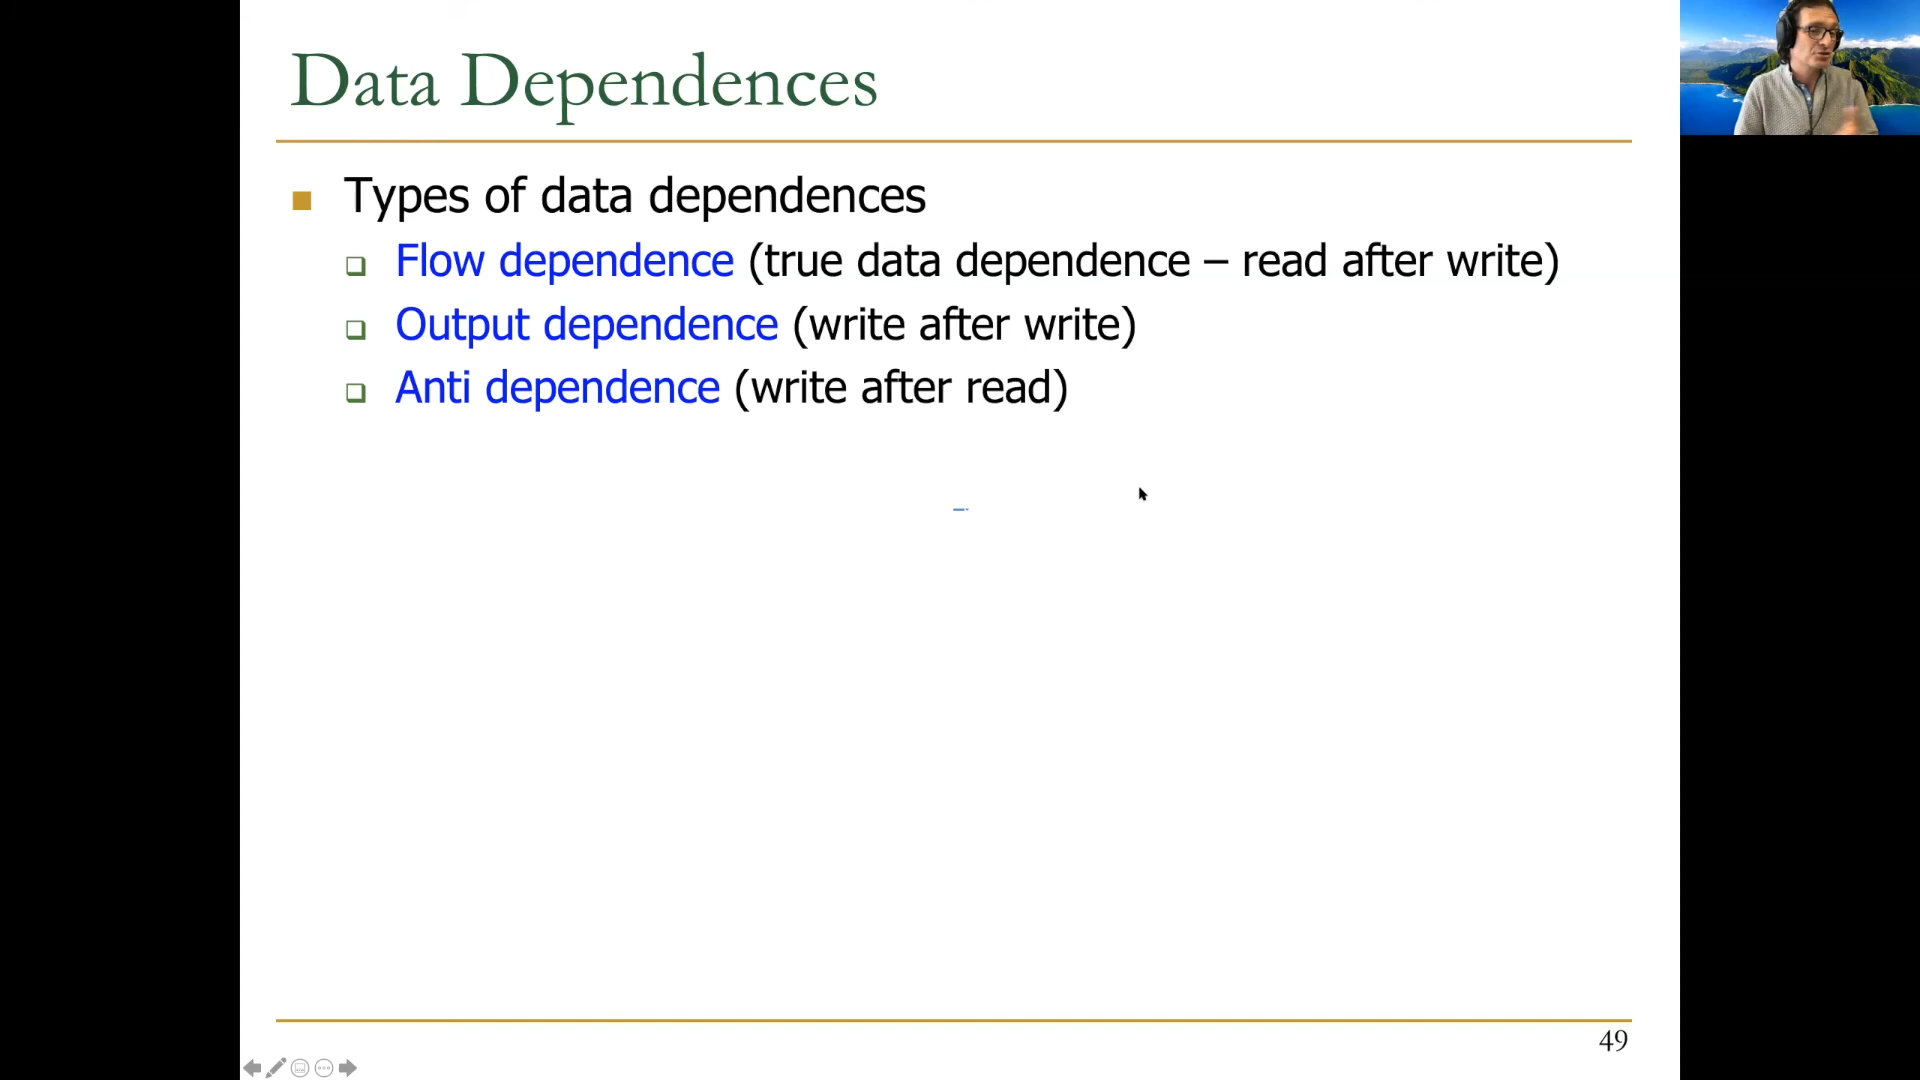 Data Dependences
Types of data dependences
Flow dependence (true data dependence – read after write)
Output dependence (write after write)
Anti dependence (write after read)
49